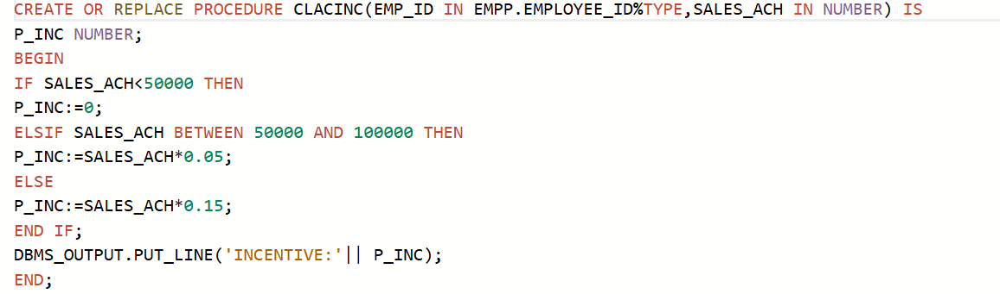 CREATE OR REPLACE PROCEDURE CLACINC(EMP_ID IN EMPP.EMPLOYEE_ID%TYPE,SALES_ACH IN NUMBER) IS
P_INC NUMBER;
BEGIN
IF SALES_ACH<50000 THEN
P_INC:=0;
ELSIF SALES_ACH BETWEEN 50000 AND 100000 THEN
P_INC:=SALES_ACH*0.05;
ELSE
P_INC:=SALES_ACH*0.15;
END IF;
DBMS_OUTPUT.PUT_LINE('INCENTIVE:'|| P_INC);
END;